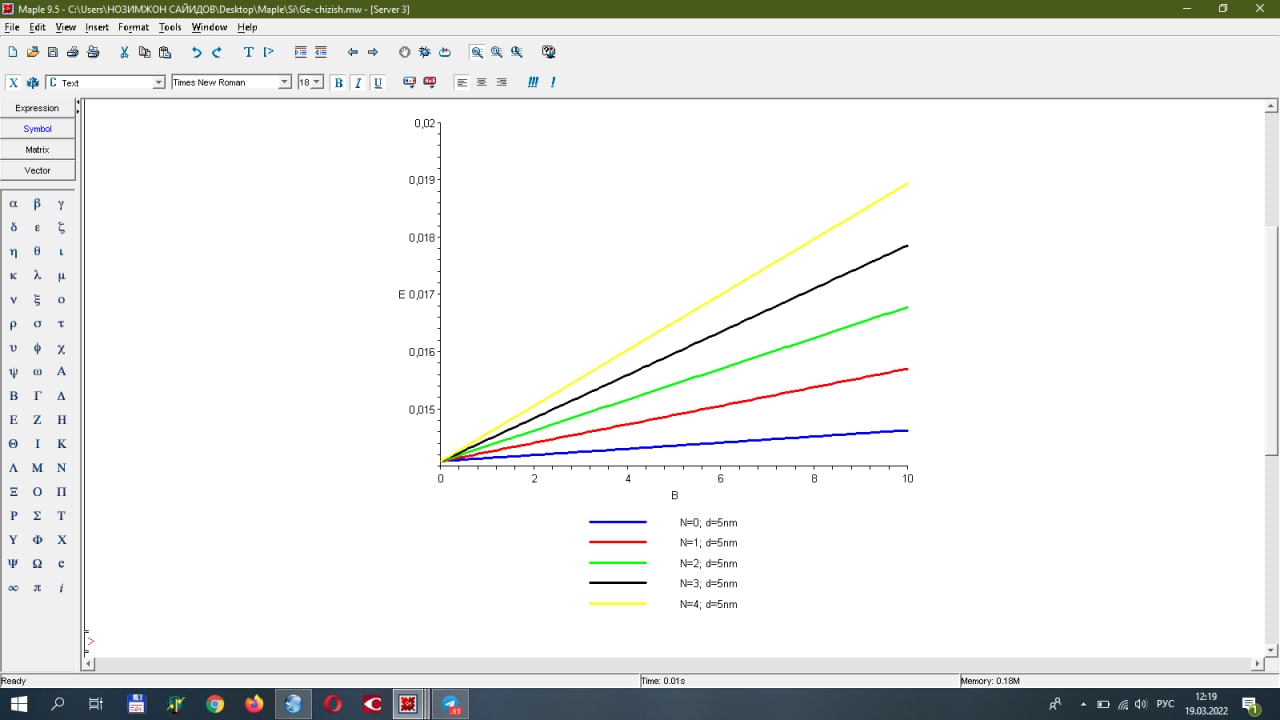 Maple 9.5 - C:\Users\НОЗИМЖОН САЙИДОВ\Desktop\Maple\Si\Ge-chizish.mw - [Server 3]
File Edit View Insert Format Tools Window Help
C Text Times New Roman 18 B I U !!! !
Expression
Symbol
Matrix
Vector
α β γ
δ ε ζ
η θ ι
κ λ μ
ν ξ ο
ρ σ τ
υ ϕ χ
ψ ω Α
Β Γ Δ
Ε Ζ Η
Θ Ι Κ
Λ Μ Ν
Ξ Ο Π
Ρ Σ Τ
Υ Φ Χ
Ψ Ω e
∞ π i
0,02
0,019
0,018
E 0,017
0,016
0,015
0 2 4 6 8 10
B
N=0; d=5nm
N=1; d=5nm
N=2; d=5nm
N=3; d=5nm
N=4; d=5nm
>
Ready Time: 0.01s Memory: 0.18M
РУС 12:19
19.03.2022